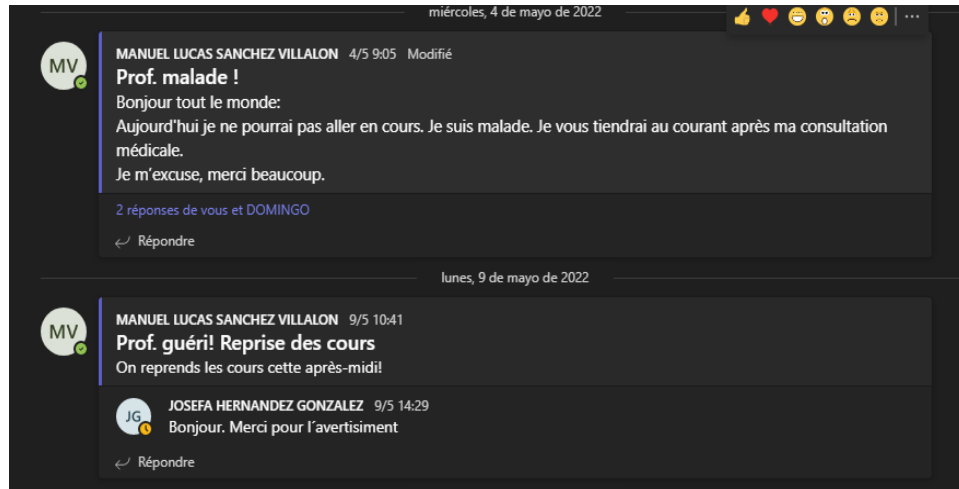 miércoles, 4 de mayo de 2022
MV
MANUEL LUCAS SANCHEZ VILLALON 4/5 9:05 Modifié
Prof. malade !
Bonjour tout le monde:
Aujourd'hui je ne pourrai pas aller en cours. Je suis malade. Je vous tiendrai au courant après ma consultation
médicale.
Je m'excuse, merci beaucoup.
2 réponses de vous et DOMINGO
Répondre
lunes, 9 de mayo de 2022
MV
MANUEL LUCAS SANCHEZ VILLALON 9/5 10:41
Prof. guéri! Reprise des cours
On reprends les cours cette après-midi!
JG
JOSEFA HERNANDEZ GONZALEZ 9/5 14:29
Bonjour. Merci pour l´avertisiment
Répondre